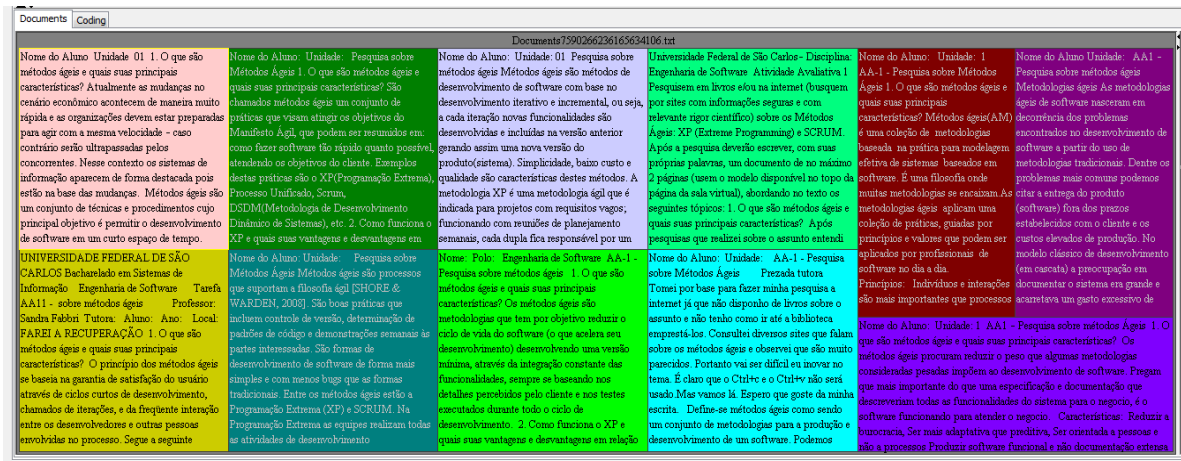 Documents
Coding
Documents7590266236165634106.txt
Nome do Aluno Unidade 01 1. O que são
métodos ágeis e quais suas principais
características? Atualmente as mudanças no
cenário econômico acontecem de maneira muito
rápida e as organizações devem estar preparadas
para agir com a mesma velocidade – caso
contrário serão ultrapassadas pelos
concorrentes. Nesse contexto os sistemas de
informação aparecem de forma destacada pois
estão na base das mudanças. Métodos ágeis são
um conjunto de técnicas e procedimentos cujo
principal objetivo é permitir o desenvolvimento
de software em um curto espaço de tempo.
Nome do Aluno: Unidade: Pesquisa sobre
Métodos Ágeis 1. O que são métodos ágeis e
quais suas principais características? São
chamados métodos ágeis um conjunto de
práticas que visam atingir os objetivos do
Manifesto Ágil, que podem ser resumidos em:
como fazer software tão rápido quanto possível,
atendendo os objetivos do cliente. Exemplos
destas práticas são o XP(Programação Extrema),
Processo Unificado, Scrum,
DSDM(Metodologia de Desenvolvimento
Dinâmico de Sistemas), etc. 2. Como funciona o
XP e quais suas vantagens e desvantagens em
Nome do Aluno: Unidade: 01 Pesquisa sobre
métodos ágeis Métodos ágeis são métodos de
desenvolvimento de software com base no
desenvolvimento iterativo e incremental, ou seja,
a cada iteração novas funcionalidades são
desenvolvidas e incluídas na versão anterior
gerando assim uma nova versão do
produto(sistema). Simplicidade, baixo custo e
qualidade são características destes métodos. A
metodologia XP é uma metodologia ágil que é
indicada para projetos com requisitos vagos;
funcionando com reuniões de planejamento
semanais, cada dupla fica responsável por um
Universidade Federal de São Carlos- Disciplina:
Engenharia de Software Atividade Avaliativa 1
Pesquisem em livros e/ou na internet (busquem
por sites com informações seguras e com
relevante rigor científico) sobre os Métodos
Ágeis: XP (Extreme Programming) e SCRUM.
Após a pesquisa deverão escrever, com suas
próprias palavras, um documento de no máximo
2 páginas (usem o modelo disponível no topo da
página da sala virtual), abordando no texto os
seguintes tópicos: 1. O que são métodos ágeis e
quais suas principais características? Após
pesquisas que realizei sobre o assunto entendi
Nome do Aluno: Unidade: 1
AA-1 - Pesquisa sobre Métodos
Ágeis 1. O que são métodos ágeis e
quais suas principais
características? Métodos ágeis(AM)
é uma coleção de metodologias
baseada na prática para modelagem
efetiva de sistemas baseados em
software. É uma filosofia onde
muitas metodologias se encaixam.As
metodologias ágeis aplicam uma
coleção de práticas, guiadas por
princípios e valores que podem ser
aplicados por profissionais de
software no dia a dia.
Princípios: Indivíduos e interações
são mais importantes que processos
Nome do Aluno Unidade: AA1 -
Pesquisa sobre métodos ágeis
Metodologias ágeis As metodologias
ágeis de software nasceram em
decorrência dos problemas
encontrados no desenvolvimento de
software a partir do uso de
metodologias tradicionais. Dentre os
problemas mais comuns podemos
citar a entrega do produto
(software) fora dos prazos
estabelecidos com o cliente e os
custos elevados de produção. No
modelo clássico de desenvolvimento
(em cascata) a preocupação em
documentar o sistema era grande e
acarretava um gasto excessivo de
UNIVERSIDADE FEDERAL DE SÃO
CARLOS Bacharelado em Sistemas de
Informação Engenharia de Software Tarefa
AA11 - sobre métodos ágeis Professor:
Sandra Fabbri Tutora: Aluno: Ano: Local:
FAREI A RECUPERAÇÃO 1. O que são
métodos ágeis e quais suas principais
características? O princípio dos métodos ágeis
se baseia na garantia de satisfação do usuário
através de ciclos curtos de desenvolvimento,
chamados de iterações, e da freqüente interação
entre os desenvolvedores e outras pessoas
envolvidas no processo. Segue a seguinte
Nome do Aluno: Unidade: Pesquisa sobre
Métodos Ágeis Métodos ágeis são processos
que suportam a filosofia ágil [SHORE &
WARDEN, 2008]. São boas práticas que
incluem controle de versão, determinação de
padrões de código e demonstrações semanais às
partes interessadas. São formas de
desenvolvimento de software de forma mais
simples e com menos bugs que as formas
tradicionais. Entre os métodos ágeis estão a
Programação Extrema (XP) e SCRUM. Na
Programação Extrema as equipes realizam todas
as atividades de desenvolvimento
Nome: Polo: Engenharia de Software AA-1 -
Pesquisa sobre métodos ágeis 1. O que são
métodos ágeis e quais suas principais
características? Os métodos ágeis são
metodologias que tem por objetivo reduzir o
ciclo de vida do software (o que acelera seu
desenvolvimento) desenvolvendo uma versão
mínima, através da integração constante das
funcionalidades, sempre se baseando nos
detalhes percebidos pelo cliente e nos testes
executados durante todo o ciclo de
desenvolvimento. 2. Como funciona o XP e
quais suas vantagens e desvantagens em relação
Nome do Aluno: Unidade: AA-1 - Pesquisa
sobre Métodos Ágeis Prezada tutora
Tomei por base para fazer minha pesquisa a
internet já que não disponho de livros sobre o
assunto e não tenho como ir até a biblioteca
emprestá-los. Consultei diversos sites que falam
sobre os métodos ágeis e observei que são muito
parecidos. Portanto vai ser difícil eu inovar no
tema. É claro que o Ctrl+c e o Ctrl+v não será
usado.Mas vamos lá. Espero que goste da minha
escrita. Define-se métodos ágeis como sendo
um conjunto de metodologias para a produção e
desenvolvimento de um software. Podemos
Nome do Aluno: Unidade: 1 AA1 - Pesquisa sobre métodos Ágeis 1. O
que são métodos ágeis e quais suas principais características? Os
métodos ágeis procuram reduzir o peso que algumas metodologias
consideradas pesadas impõem ao desenvolvimento de software. Pregam
que mais importante do que uma especificação e documentação que
descreveriam todas as funcionalidades do sistema para o negocio, é o
software funcionando para atender o negocio. Características: Reduzir a
burocracia, Ser mais adaptativa que preditiva, Ser orientada a pessoas e
não a processos Produzir software funcional e não documentação extensa